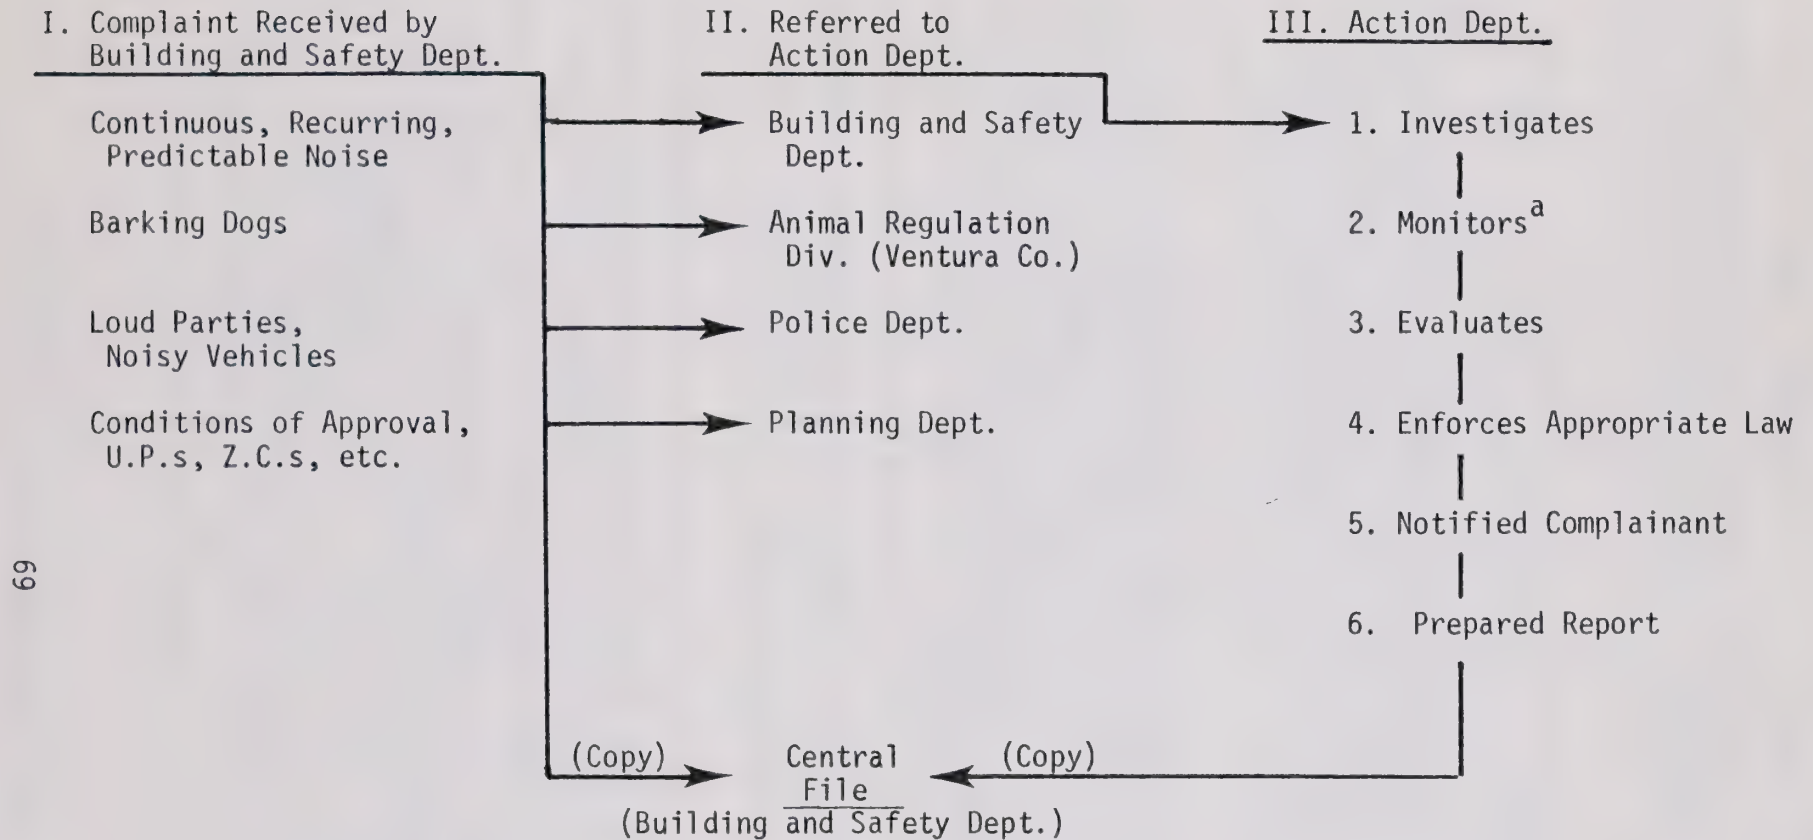 I. Complaint Received by
Building and Safety Dept.
Continuous, Recurring,
Predictable Noise
Barking Dogs
Loud Parties,
Noisy Vehicles
Conditions of Approval,
U.P.s, Z.C.s, etc.
II. Referred to
Action Dept.
Building and Safety
Dept.
Animal Regulation
Div. (Ventura Co.)
Police Dept.
Planning Dept.
III. Action Dept.
1. Investigates
2. Monitorsᵃ
3. Evaluates
4. Enforces Appropriate Law
5. Notified Complainant
6. Prepared Report
(Copy)
Central
File
(Building and Safety Dept.)
(Copy)
69